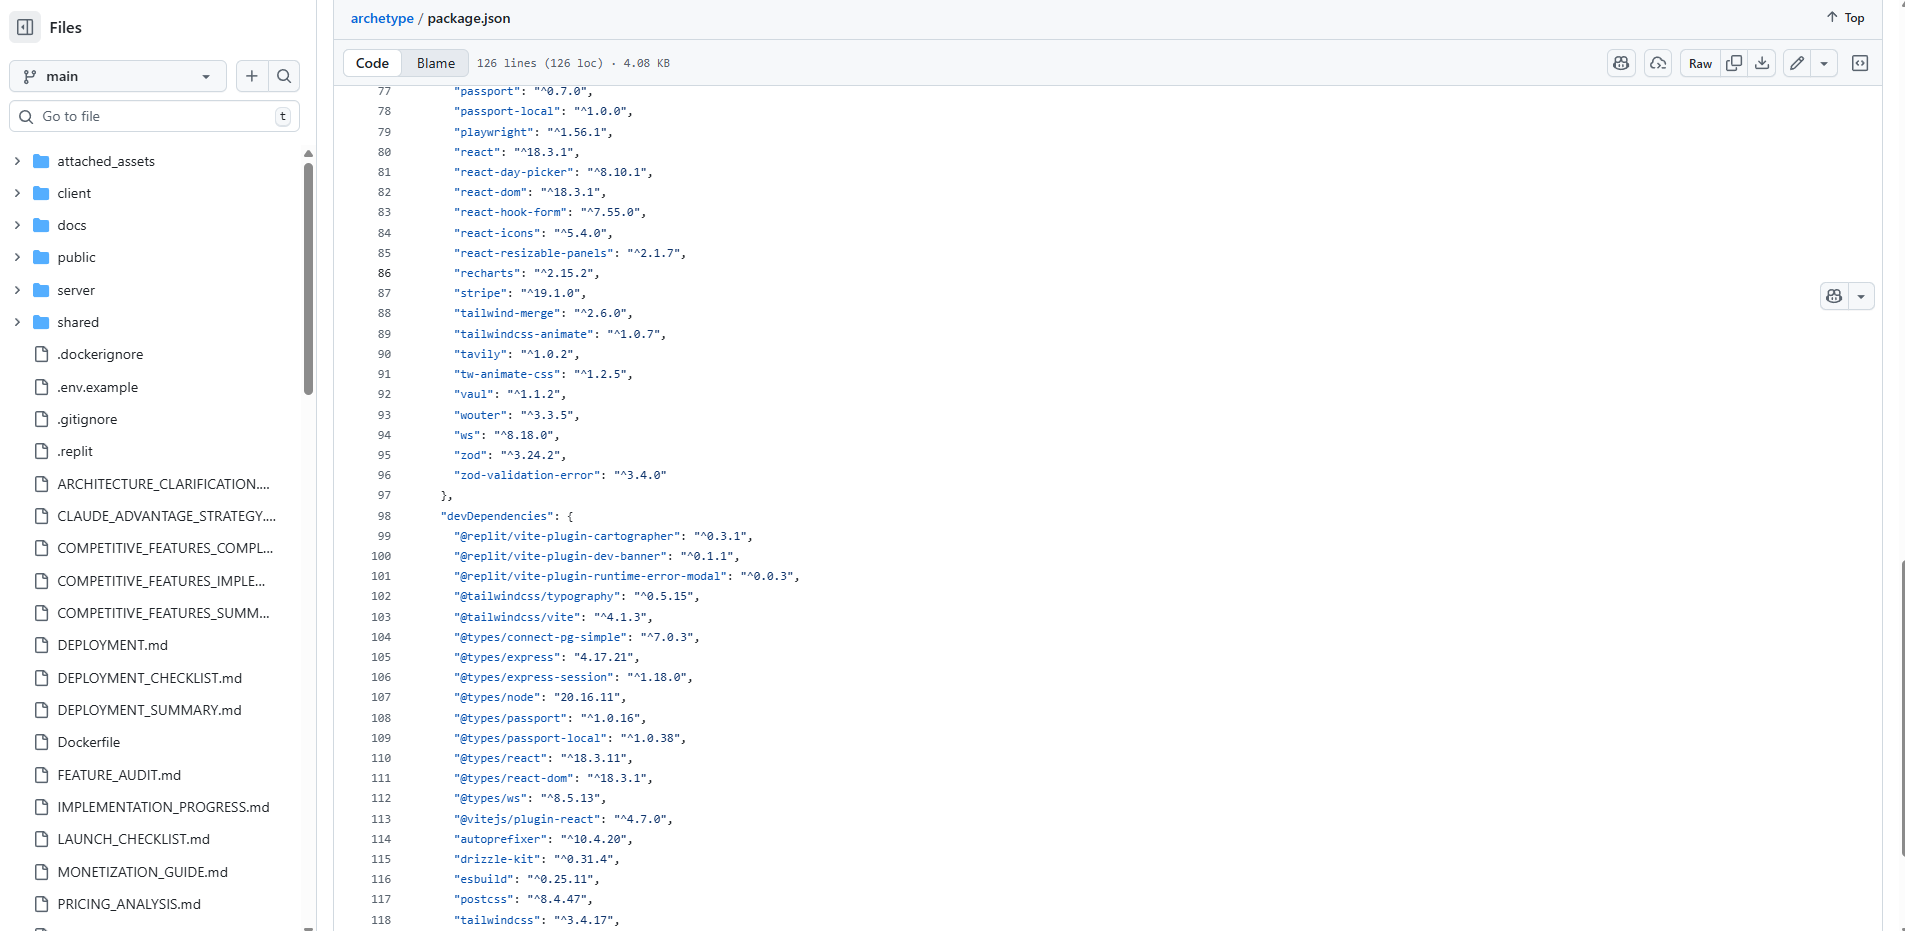 Files
main
Go to file
t
attached_assets
client
docs
public
server
shared
.dockerignore
.env.example
.gitignore
.replit
ARCHITECTURE_CLARIFICATION....
CLAUDE_ADVANTAGE_STRATEGY....
COMPETITIVE_FEATURES_COMPL...
COMPETITIVE_FEATURES_IMPLE...
COMPETITIVE_FEATURES_SUMM...
DEPLOYMENT.md
DEPLOYMENT_CHECKLIST.md
DEPLOYMENT_SUMMARY.md
Dockerfile
FEATURE_AUDIT.md
IMPLEMENTATION_PROGRESS.md
LAUNCH_CHECKLIST.md
MONETIZATION_GUIDE.md
PRICING_ANALYSIS.md
archetype / package.json
Top
Code Blame 126 lines (126 loc) · 4.08 KB
Raw
77 "passport": "^0.7.0",
78 "passport-local": "^1.0.0",
79 "playwright": "^1.56.1",
80 "react": "^18.3.1",
81 "react-day-picker": "^8.10.1",
82 "react-dom": "^18.3.1",
83 "react-hook-form": "^7.55.0",
84 "react-icons": "^5.4.0",
85 "react-resizable-panels": "^2.1.7",
86 "recharts": "^2.15.2",
87 "stripe": "^19.1.0",
88 "tailwind-merge": "^2.6.0",
89 "tailwindcss-animate": "^1.0.7",
90 "tavily": "^1.0.2",
91 "tw-animate-css": "^1.2.5",
92 "vaul": "^1.1.2",
93 "wouter": "^3.3.5",
94 "ws": "^8.18.0",
95 "zod": "^3.24.2",
96 "zod-validation-error": "^3.4.0"
97 },
98 "devDependencies": {
99 "@replit/vite-plugin-cartographer": "^0.3.1",
100 "@replit/vite-plugin-dev-banner": "^0.1.1",
101 "@replit/vite-plugin-runtime-error-modal": "^0.0.3",
102 "@tailwindcss/typography": "^0.5.15",
103 "@tailwindcss/vite": "^4.1.3",
104 "@types/connect-pg-simple": "^7.0.3",
105 "@types/express": "4.17.21",
106 "@types/express-session": "^1.18.0",
107 "@types/node": "20.16.11",
108 "@types/passport": "^1.0.16",
109 "@types/passport-local": "^1.0.38",
110 "@types/react": "^18.3.11",
111 "@types/react-dom": "^18.3.1",
112 "@types/ws": "^8.5.13",
113 "@vitejs/plugin-react": "^4.7.0",
114 "autoprefixer": "^10.4.20",
115 "drizzle-kit": "^0.31.4",
116 "esbuild": "^0.25.11",
117 "postcss": "^8.4.47",
118 "tailwindcss": "^3.4.17",